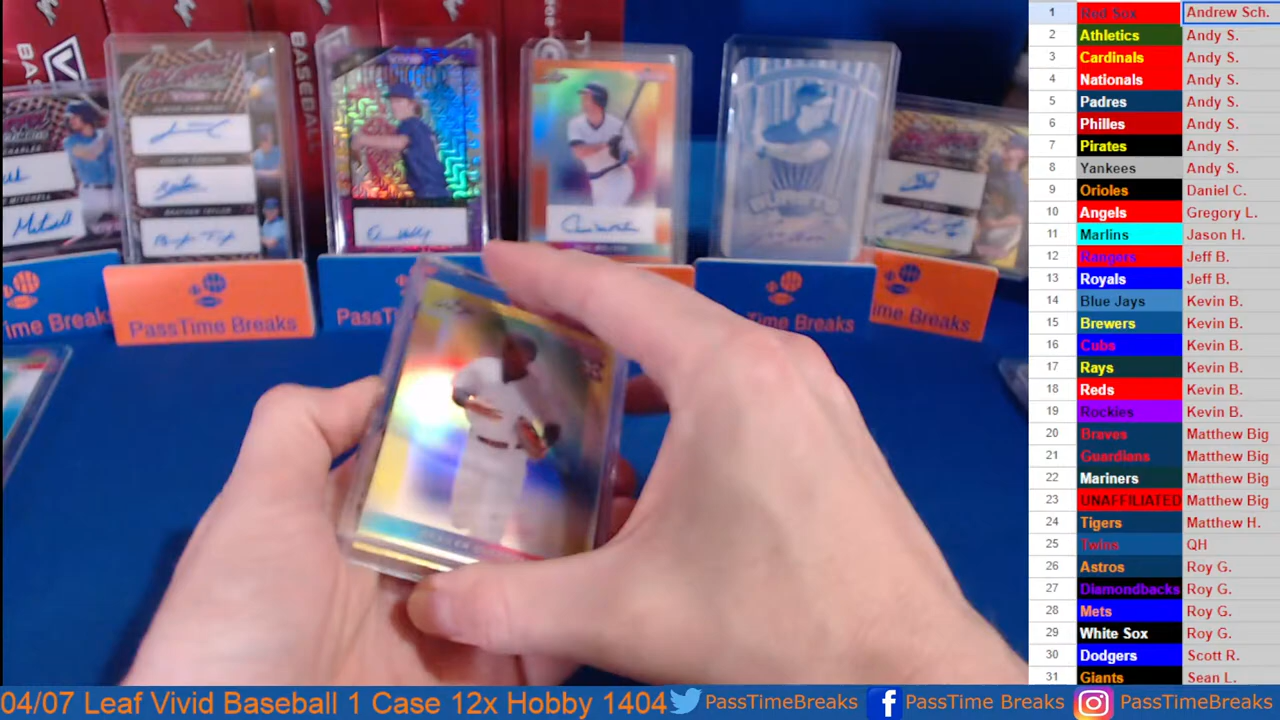 1 Red Sox Andrew Sch.
2 Athletics Andy S.
3 Cardinals Andy S.
4 Nationals Andy S.
5 Padres Andy S.
6 Philles Andy S.
7 Pirates Andy S.
8 Yankees Andy S.
9 Orioles Daniel C.
10 Angels Gregory L.
11 Marlins Jason H.
12 Rangers Jeff B.
13 Royals Jeff B.
14 Blue Jays Kevin B.
15 Brewers Kevin B.
16 Cubs Kevin B.
17 Rays Kevin B.
18 Reds Kevin B.
19 Rockies Kevin B.
20 Braves Matthew Big
21 Guardians Matthew Big
22 Mariners Matthew Big
23 UNAFFILIATED Matthew Big
24 Tigers Matthew H.
25 Twins QH
26 Astros Roy G.
27 Diamondbacks Roy G.
28 Mets Roy G.
29 White Sox Roy G.
30 Dodgers Scott R.
31 Giants Sean L.
ime Breaks
PassTime Breaks
PassT
ime Breaks
ime Breaks
04/07 Leaf Vivid Baseball 1 Case 12x Hobby 1404 PassTimeBreaks PassTime Breaks PassTimeBreaks